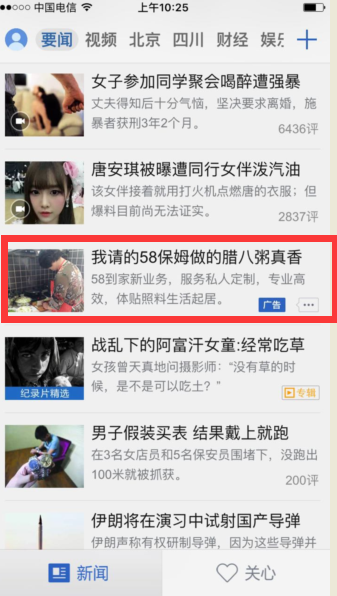 中国电信
上午10:25
要闻 视频 北京 四川 财经 娱乐
女子参加同学聚会喝醉遭强暴
丈夫得知后十分气恼,坚决要求离婚,施
暴者获刑3年2个月。
6436评
唐安琪被曝遭同行女伴泼汽油
该女伴接着就用打火机点燃唐的衣服;但
爆料目前尚无法证实。
2837评
我请的58保姆做的腊八粥真香
58到家新业务,服务私人定制,专业高
效,体贴照料生活起居。
广告
战乱下的阿富汗女童:经常吃草
女孩曾天真地问摄影师:“没有草的时
候,是不是可以吃土?”
纪录片精选
专辑
男子假装买表 结果戴上就跑
在3名女店员和5名保安员围堵下,没跑出
100米就被抓获。
200评
伊朗将在演习中试射国产导弹
伊朗声称有权研制导弹,因为这些导弹并
新闻
关心